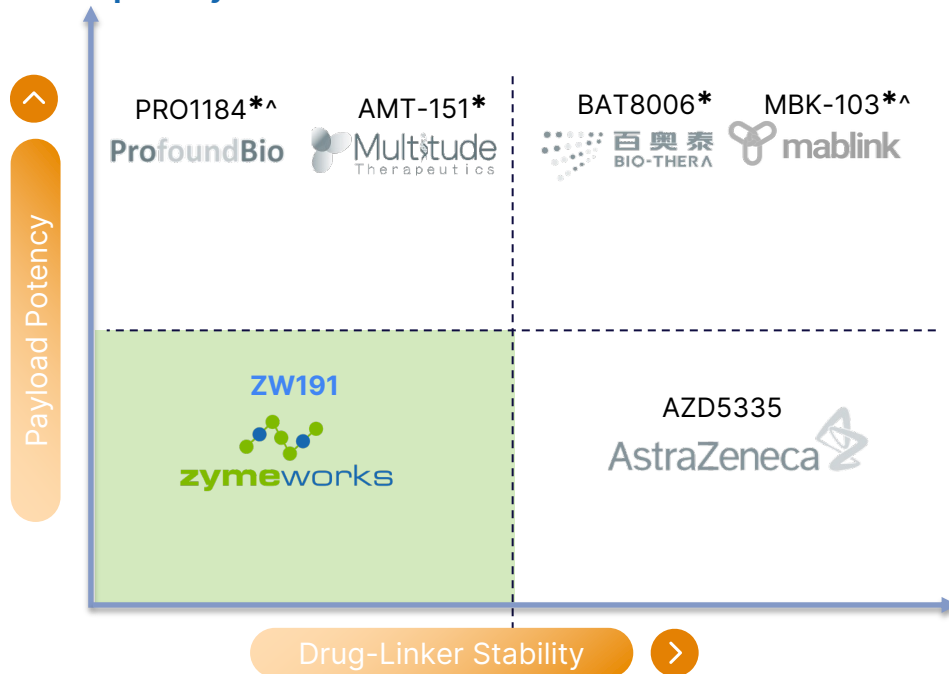 PRO1184*^
ProfoundBio
AMT-151*
Multitude
Therapeutics
BAT8006*
百奥泰
BIO-THERA
MBK-103*^
mablink
Payload Potency
ZW191
zymeworks
AZD5335
AstraZeneca
Drug-Linker Stability